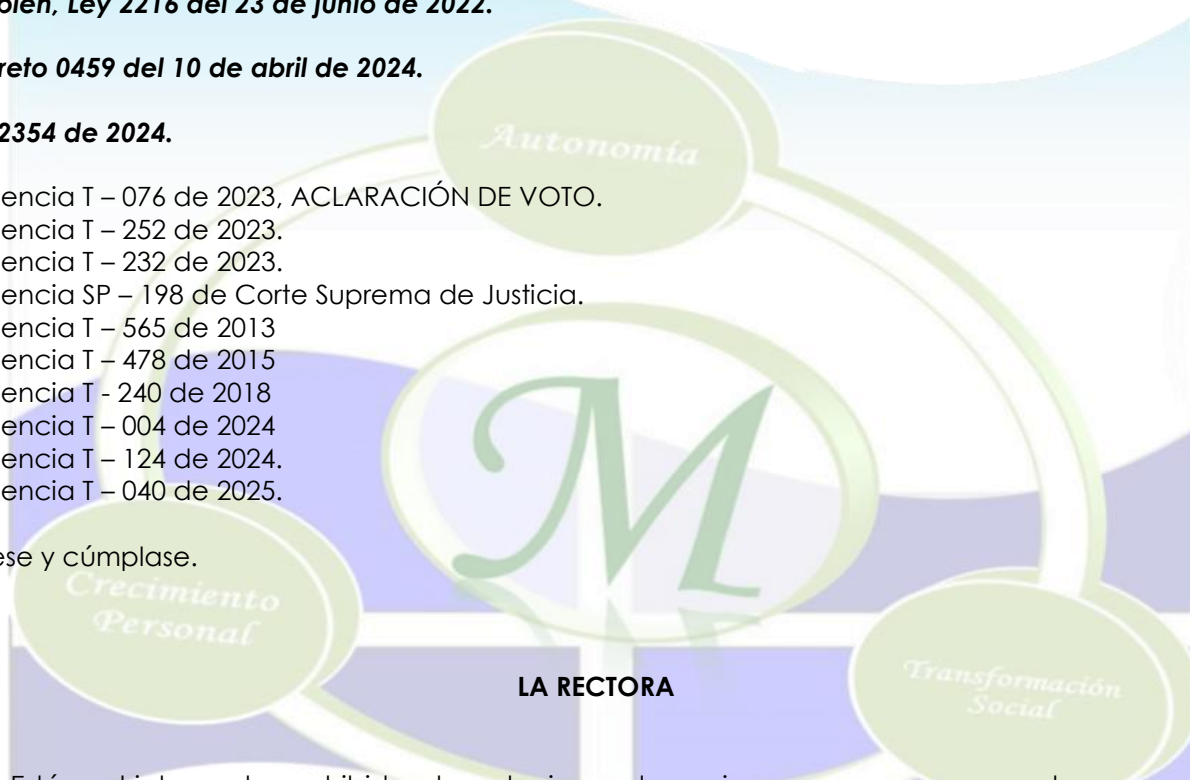 bién, Ley 2216 del 23 de junio de 2022.
reto 0459 del 10 de abril de 2024.
2354 de 2024.
Autonomía
encia T – 076 de 2023, ACLARACIÓN DE VOTO.
encia T – 252 de 2023.
encia T – 232 de 2023.
encia SP – 198 de Corte Suprema de Justicia.
encia T – 565 de 2013
encia T – 478 de 2015
encia T - 240 de 2018
encia T – 004 de 2024
encia T – 124 de 2024.
encia T – 040 de 2025.
M
ese y cúmplase.
Crecimiento
Personal
LA RECTORA
Transformación
Social